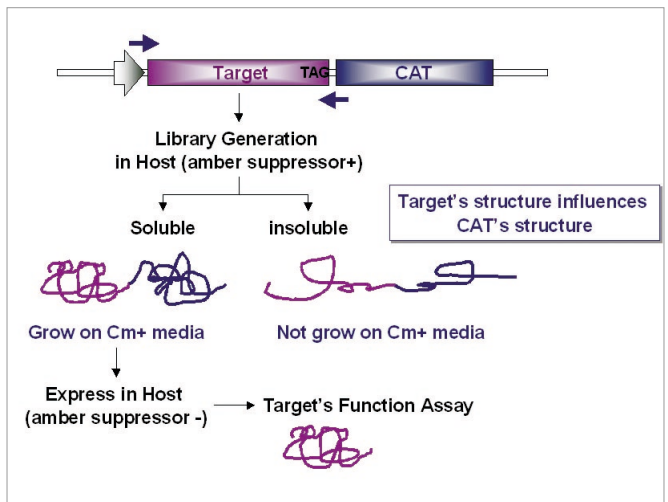 Target TAG CAT
Library Generation
in Host (amber suppressor+)
Target's structure influences
CAT's structure
Soluble insoluble
Grow on Cm+ media Not grow on Cm+ media
Express in Host
(amber suppressor -)
Target's Function Assay